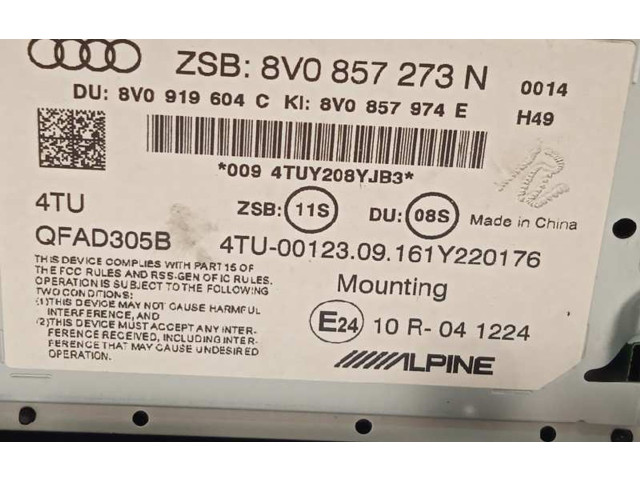 ZSB: 8V0 857 273 N 0014
DU: 8V0 919 604 C KI: 8V0 857 974 E H49
*009 4TUY208YJB3*
4TU ZSB: 11S DU: 08S Made in China
QFAD305B 4TU-00123.09.161Y220176
THIS DEVICE COMPLIES WITH PART 15 OF
THE FCC RULES AND RSS-GEN OF IC RULES.
OPERATION IS SUBJECT TO THE FOLLOWING
TWO CONDITIONS:
(1)THIS DEVICE MAY NOT CAUSE HARMFUL
INTERFERENCE, AND
(2)THIS DEVICE MUST ACCEPT ANY INTER-
FERENCE RECEIVED, INCLUDING INTER-
FERENCE THAT MAY CAUSE UNDESIRED
OPERATION.
Mounting
E24 10 R- 04 1224
ALPINE